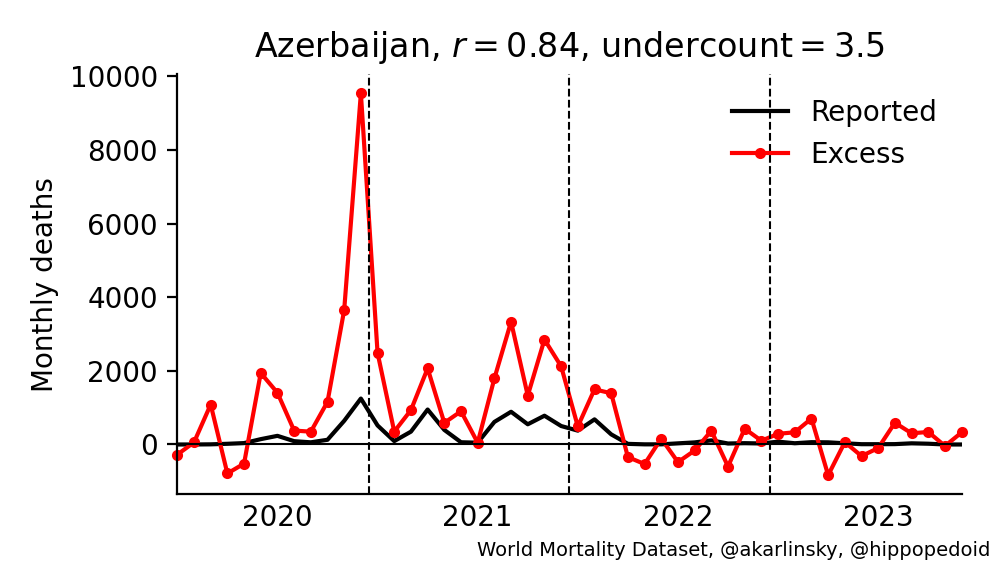 Azerbaijan, r = 0.84, undercount = 3.5
10000
8000
6000
4000
2000
0
Monthly deaths
Reported
Excess
2020 2021 2022 2023
World Mortality Dataset, @akarlinsky, @hippopedoid